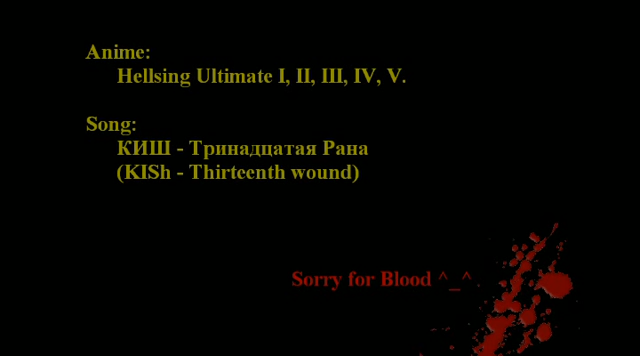 Anime:
Hellsing Ultimate I, II, III, IV, V.
Song:
КИШ - Тринадцатая Рана
(KISh - Thirteenth wound)
Sorry for Blood ^_^